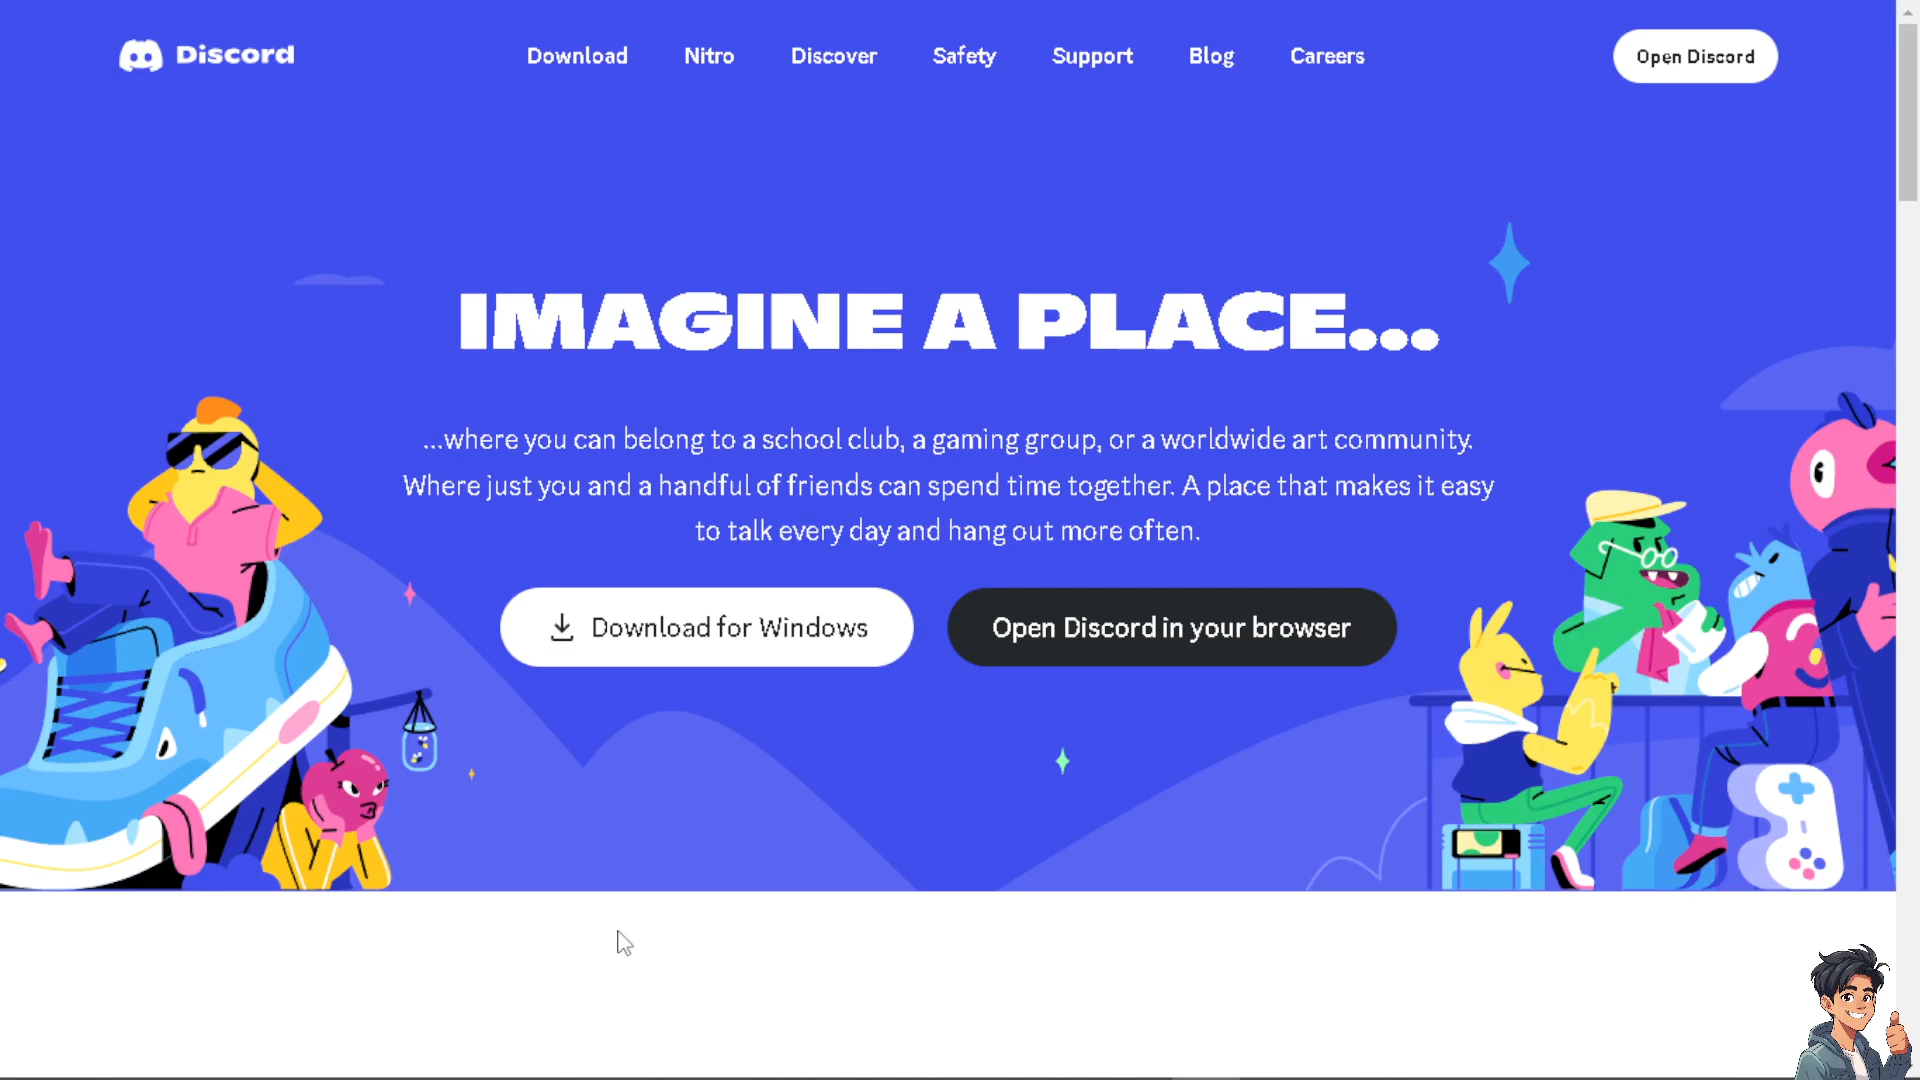 Discord
Download
Nitro
Discover
Safety
Support
Blog
Careers
Open Discord
IMAGINE A PLACE...
...where you can belong to a school club, a gaming group, or a worldwide art community.
Where just you and a handful of friends can spend time together. A place that makes it easy
to talk every day and hang out more often.
Download for Windows
Open Discord in your browser